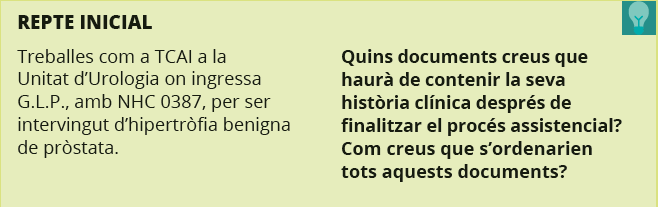 REPTE INICIAL
Treballes com a TCAI a la
Unitat d’Urologia on ingressa
G.L.P., amb NHC 0387, per ser
intervingut d’hipertròfia benigna
de pròstata.
Quins documents creus que
haurà de contenir la seva
història clínica després de
finalitzar el procés assistencial?
Com creus que s’ordenarien
tots aquests documents?